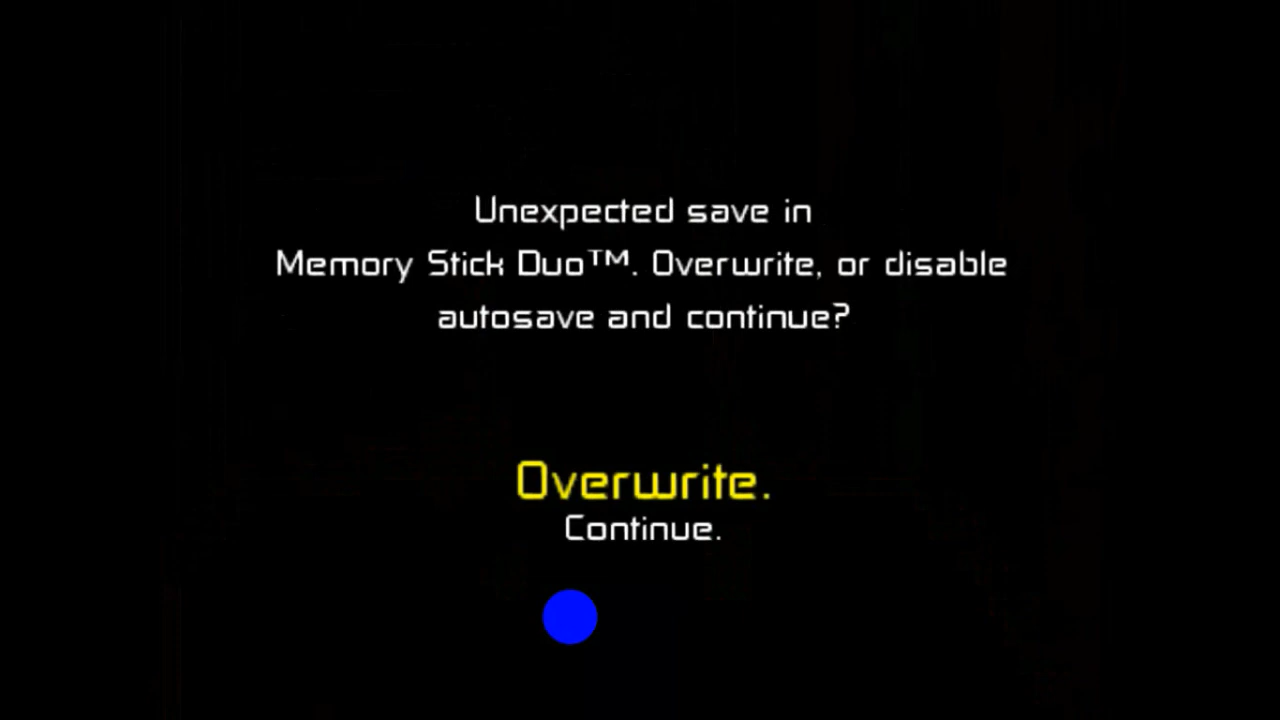 Unexpected save in
Memory Stick Duo™. Overwrite, or disable
autosave and continue?
Overwrite.
Continue.